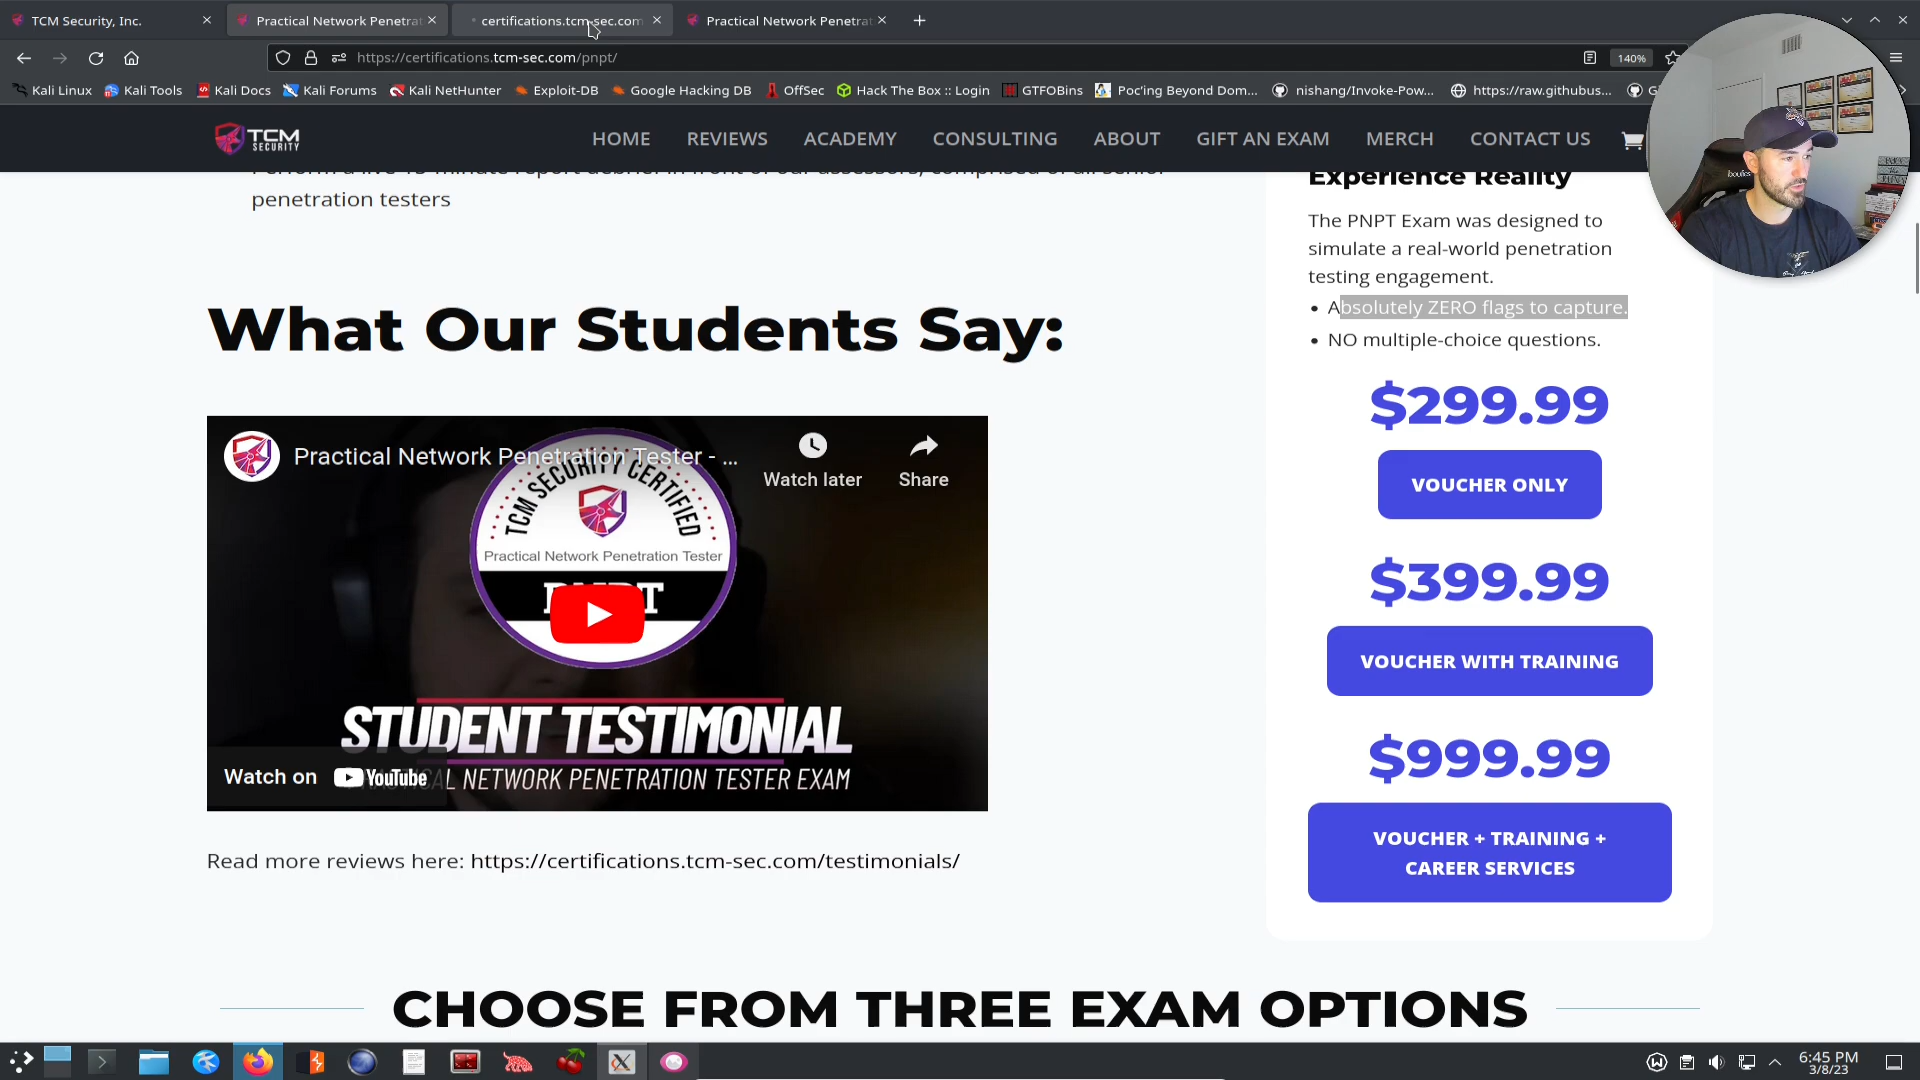 TCM Security, Inc.
Practical Network Penetrat
certifications.tcm-sec.com
Practical Network Penetrat
https://certifications.tcm-sec.com/pnpt/
140%
Kali Linux
Kali Tools
Kali Docs
Kali Forums
Kali NetHunter
Exploit-DB
Google Hacking DB
OffSec
Hack The Box :: Login
GTFOBins
Poc'ing Beyond Dom...
nishang/Invoke-Pow...
https://raw.githubus...
TCM
SECURITY
HOME
REVIEWS
ACADEMY
CONSULTING
ABOUT
GIFT AN EXAM
MERCH
CONTACT US
penetration testers
What Our Students Say:
Practical Network Penetration Tester - ...
Watch later
Share
TCM SECURITY CERTIFIED
Practical Network Penetration Tester
STUDENT TESTIMONIAL
NETWORK PENETRATION TESTER EXAM
Watch on YouTube
Read more reviews here: https://certifications.tcm-sec.com/testimonials/
Experience Reality
The PNPT Exam was designed to
simulate a real-world penetration
testing engagement.
• Absolutely ZERO flags to capture.
• NO multiple-choice questions.
$299.99
VOUCHER ONLY
$399.99
VOUCHER WITH TRAINING
$999.99
VOUCHER + TRAINING +
CAREER SERVICES
CHOOSE FROM THREE EXAM OPTIONS
6:45 PM
3/8/23